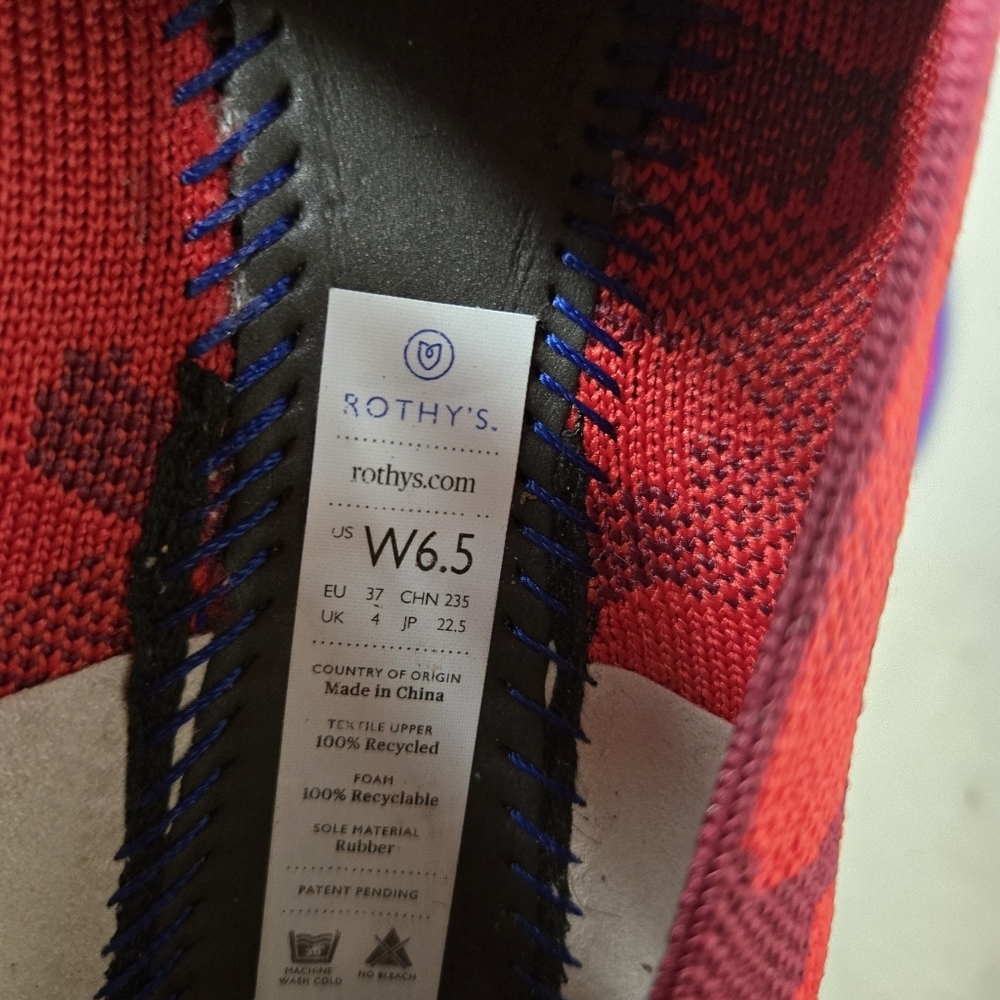 ROTHY'S
rothys.com
US W6.5
EU 37 CHN 235
UK 4 JP 22.5
COUNTRY OF ORIGIN
Made in China
TEXTILE UPPER
100% Recycled
FOAM
100% Recyclable
SOLE MATERIAL
Rubber
PATENT PENDING
MACHINE WASH COLD
NO BLEACH